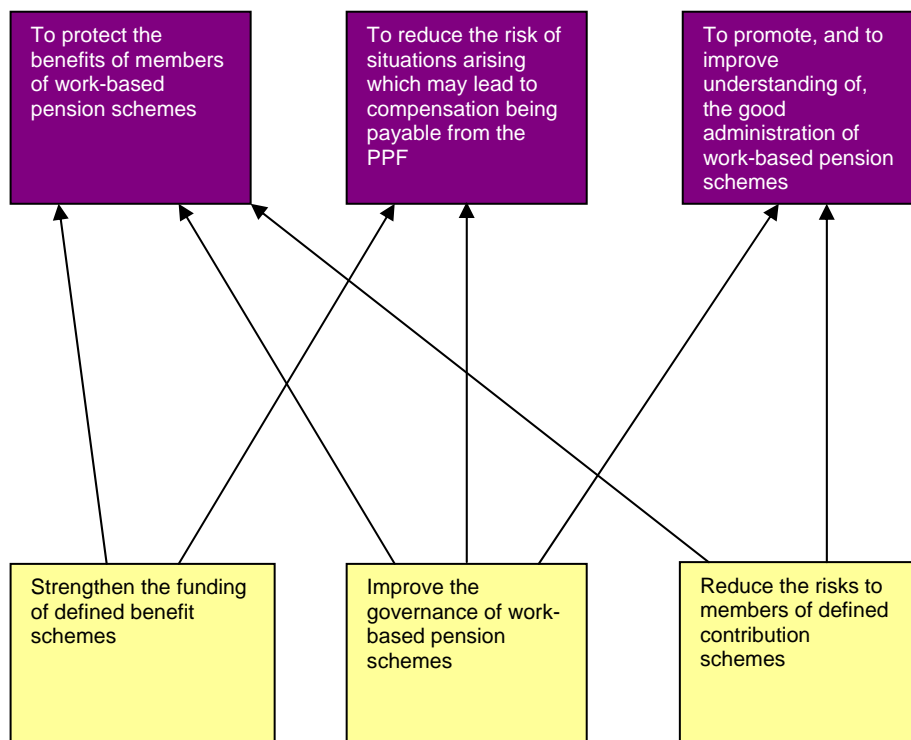 To protect the
benefits of members
of work-based
pension schemes
To reduce the risk of
situations arising
which may lead to
compensation being
payable from the
PPF
To promote, and to
improve
understanding of,
the good
administration of
work-based pension
schemes
Strengthen the funding
of defined benefit
schemes
Improve the
governance of work-
based pension
schemes
Reduce the risks to
members of defined
contribution
schemes